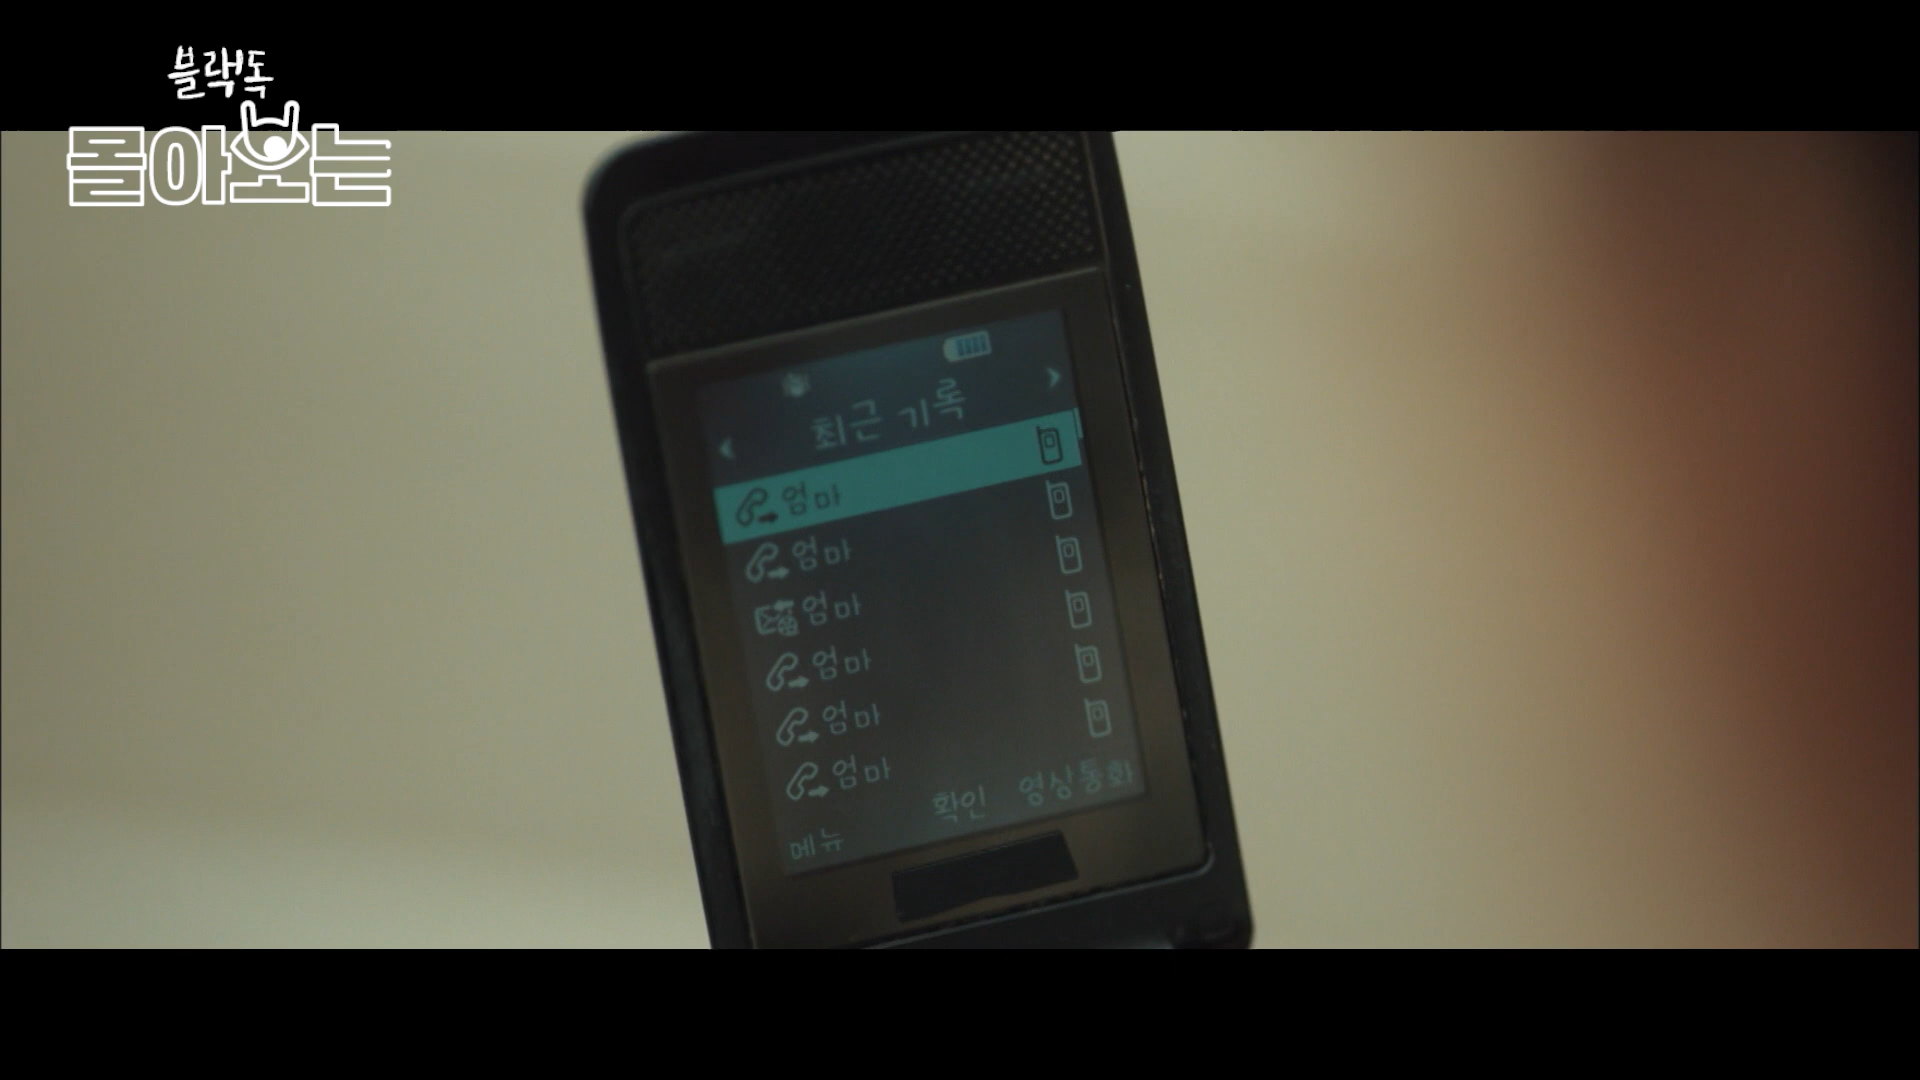 블랙독
몰아보는
최근 기록
엄마
엄마
엄마
엄마
엄마
엄마
메뉴 확인 영상통화